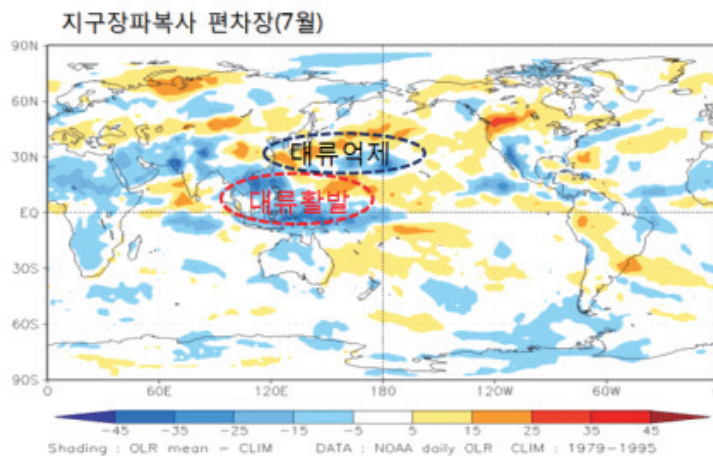 지구장파복사 편차장(7월)
90N
60N
30N
EQ
30S
60S
90S
대류억제
대류활발
0 60E 120E 180 120W 60W
-45 -35 -25 -15 -5 5 15 25 35 45
Shading : OLR mean - CLIM DATA : NOAA daily OLR CLIM : 1979-1995